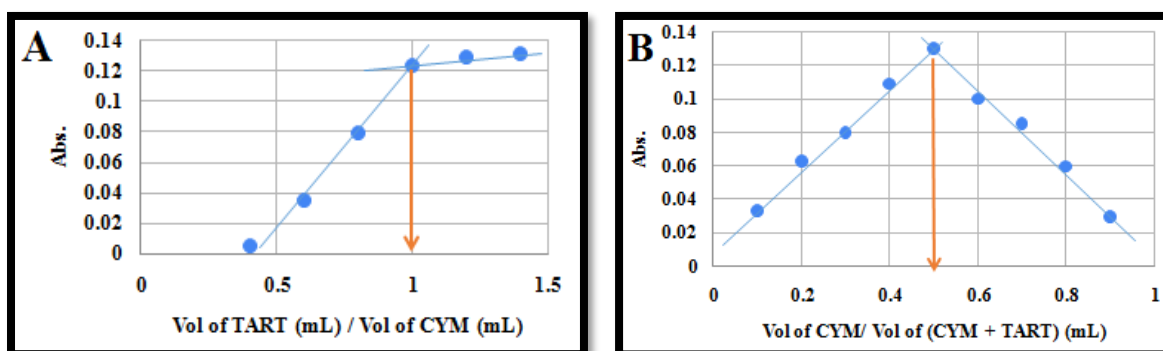 A
0.14
0.12
0.1
0.08
0.06
0.04
0.02
0
Abs.
0 0.5 1 1.5
Vol of TART (mL) / Vol of CYM (mL)
B
0.14
0.12
0.1
0.08
0.06
0.04
0.02
0
Abs.
0 0.2 0.4 0.6 0.8 1
Vol of CYM/ Vol of (CYM + TART) (mL)